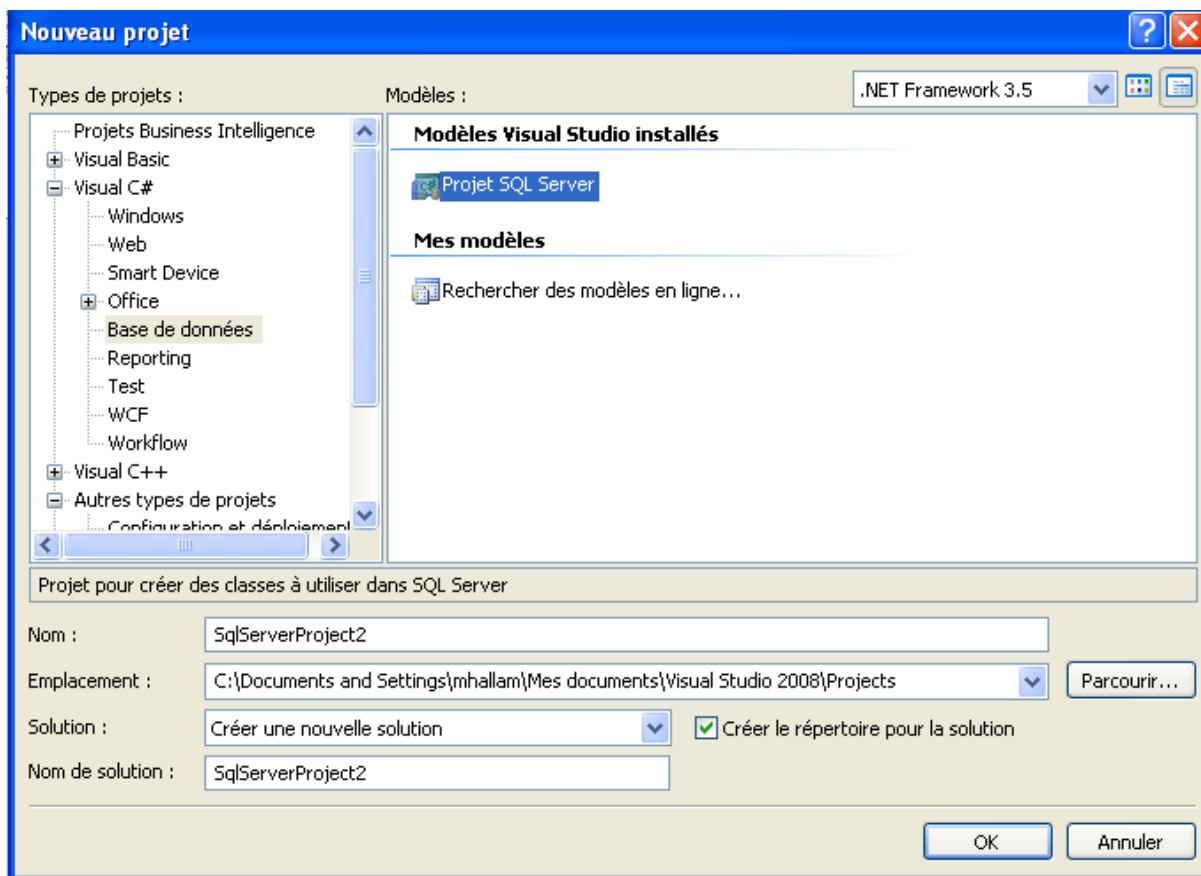 Nouveau projet
Types de projets :
Modèles :
.NET Framework 3.5
Projets Business Intelligence
Visual Basic
Visual C#
Windows
Web
Smart Device
Office
Base de données
Reporting
Test
WCF
Workflow
Visual C++
Autres types de projets
Configuration et déploiement
Modèles Visual Studio installés
Projet SQL Server
Mes modèles
Rechercher des modèles en ligne...
Projet pour créer des classes à utiliser dans SQL Server
Nom :
SqlServerProject2
Emplacement :
C:\Documents and Settings\mhallam\Mes documents\Visual Studio 2008\Projects
Parcourir...
Solution :
Créer une nouvelle solution
Créer le répertoire pour la solution
Nom de solution :
SqlServerProject2
OK
Annuler